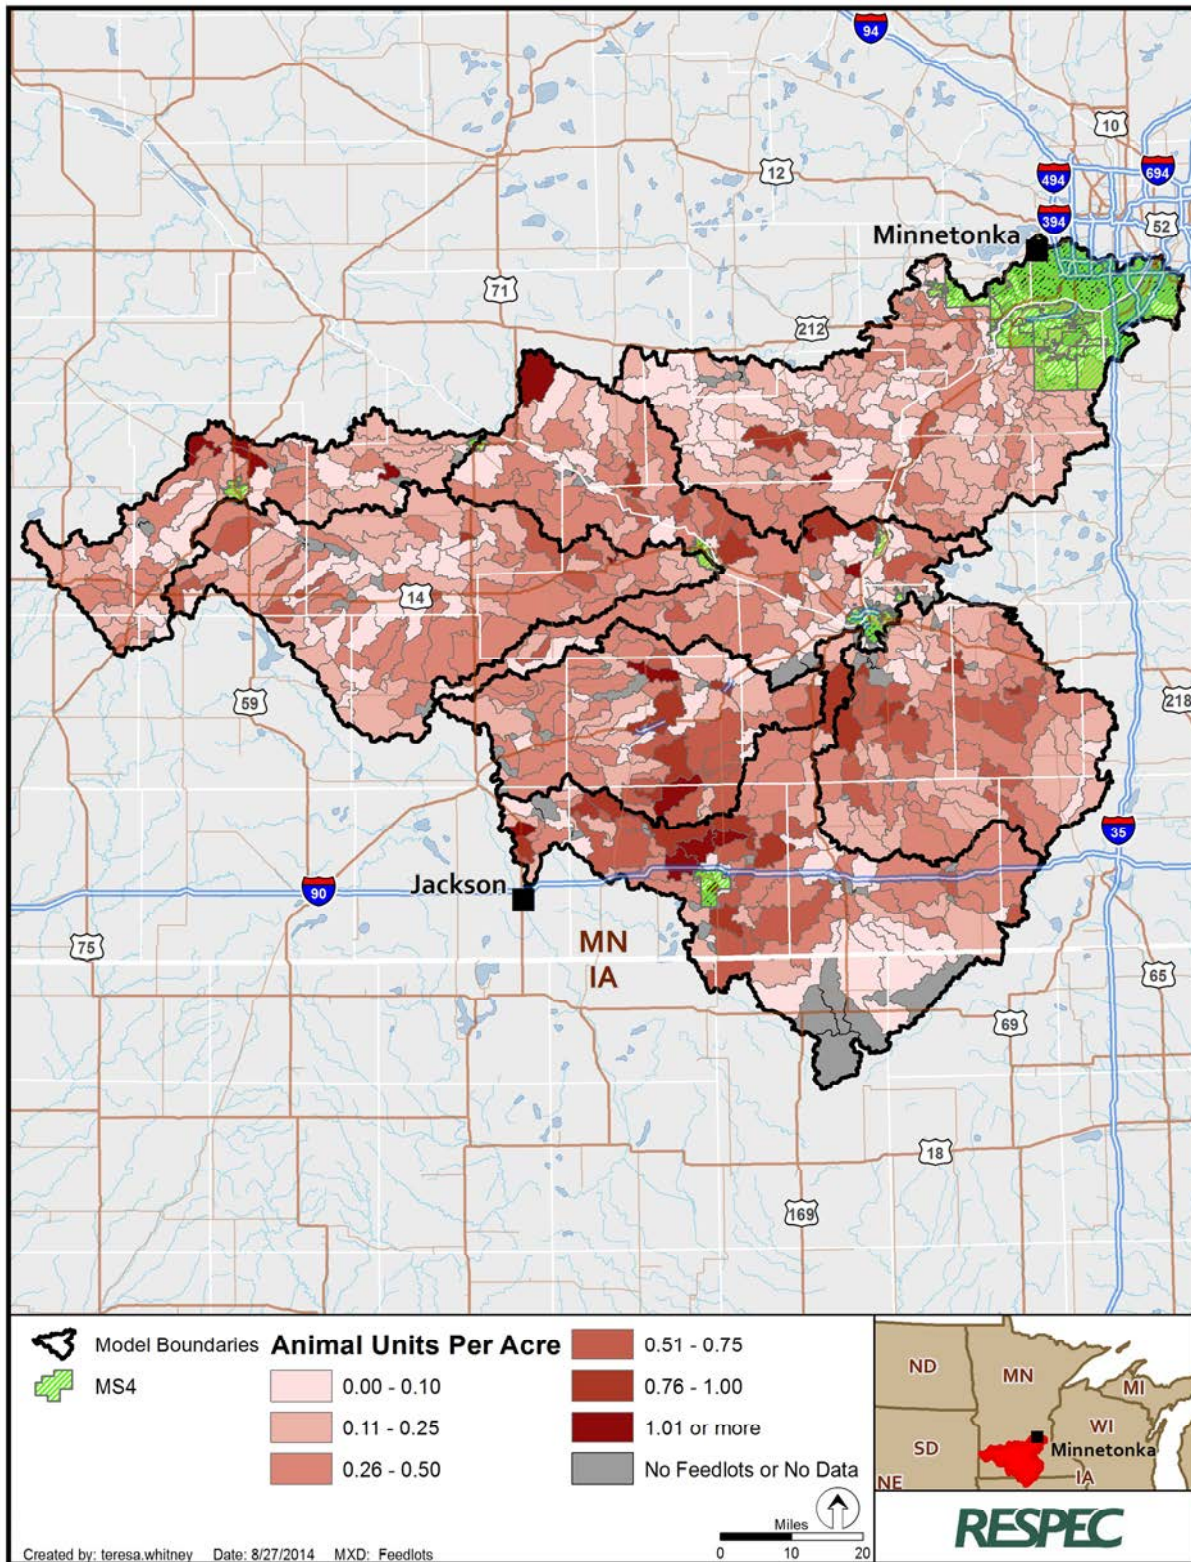 94
10
12
494
694
394
52
Minnetonka
71
212
14
59
218
35
Jackson
90
MN
75
IA
65
69
18
169
Model Boundaries
MS4
Animal Units Per Acre
0.00 - 0.10
0.11 - 0.25
0.26 - 0.50
0.51 - 0.75
0.76 - 1.00
1.01 or more
No Feedlots or No Data
Miles
0 10 20
Created by: teresa.whitney Date: 8/27/2014 MXD: Feedlots
ND
MN
MI
WI
SD
Minnetonka
NE
IA
RESPEC